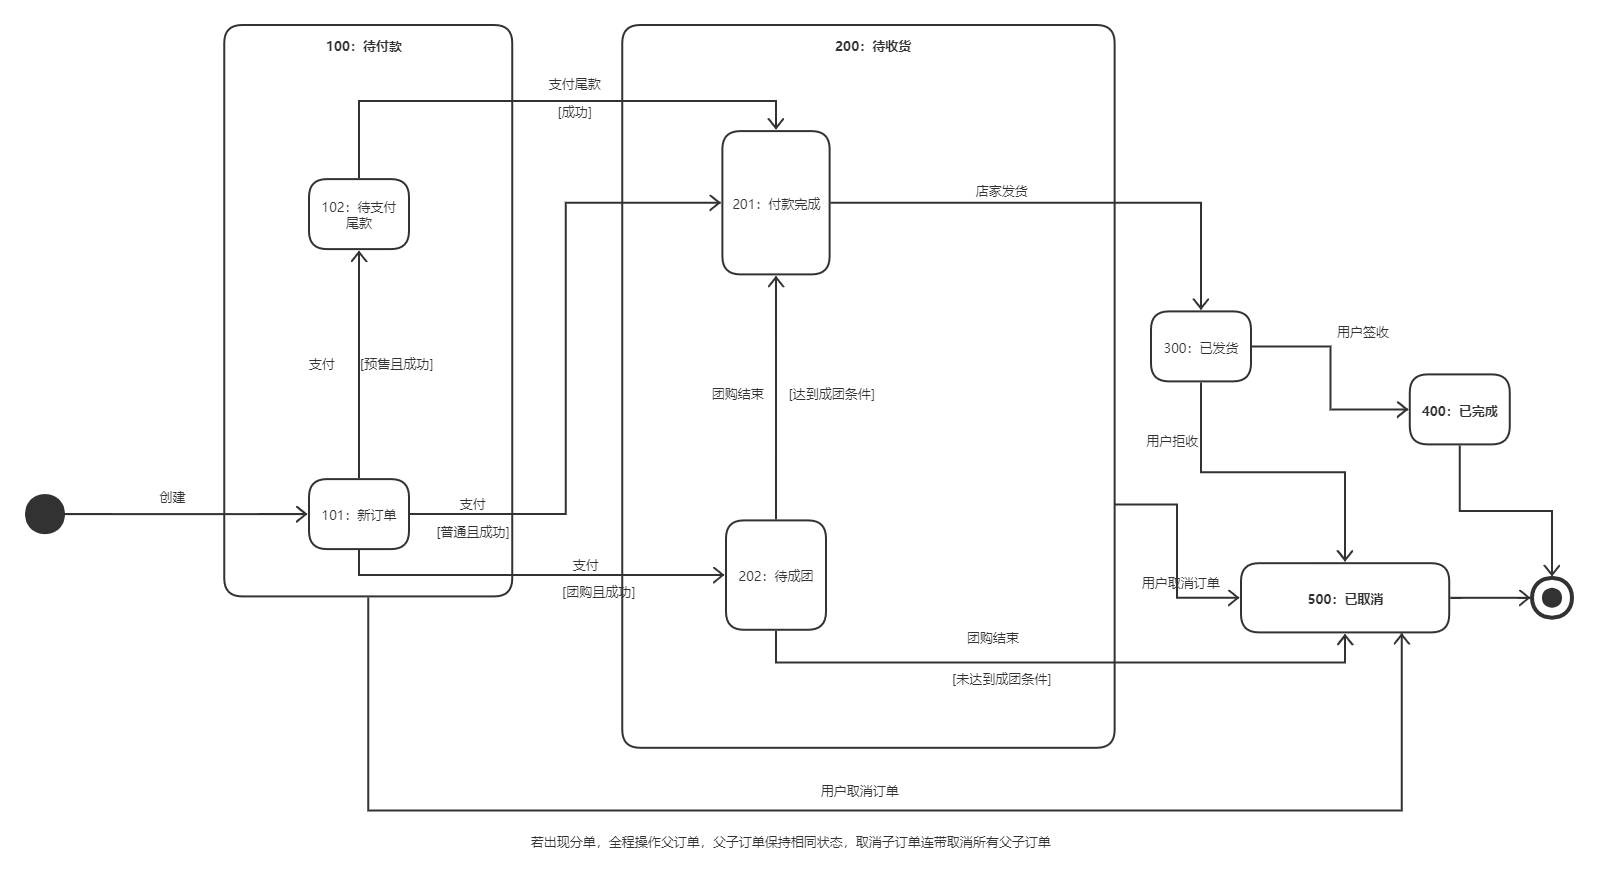 100：待付款
200：待收货
支付尾款
[成功]
102：待支付
尾款
201：付款完成
店家发货
用户签收
300：已发货
支付
[预售且成功]
团购结束
[达到成团条件]
400：已完成
用户拒收
创建
101：新订单
支付
[普通且成功]
支付
[团购且成功]
202：待成团
用户取消订单
500：已取消
团购结束
[未达到成团条件]
用户取消订单
若出现分单，全程操作父订单，父子订单保持相同状态，取消子订单连带取消所有父子订单